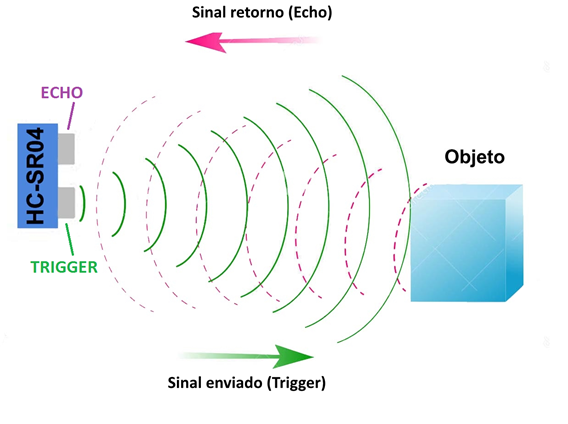 Sinal retorno (Echo)
ECHO
HC-SR04
Objeto
TRIGGER
Sinal enviado (Trigger)